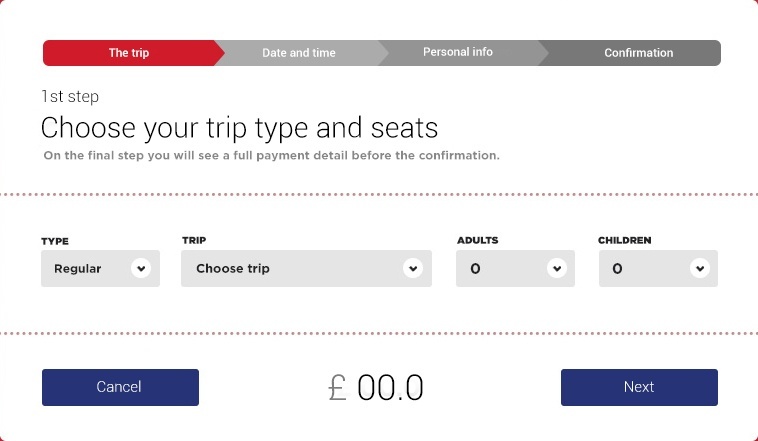 The trip Date and time Personal info Confirmation
1st step
Choose your trip type and seats
On the final step you will see a full payment detail before the confirmation.
TYPE TRIP ADULTS CHILDREN
Regular Choose trip 0 0
Cancel £ 00.0 Next